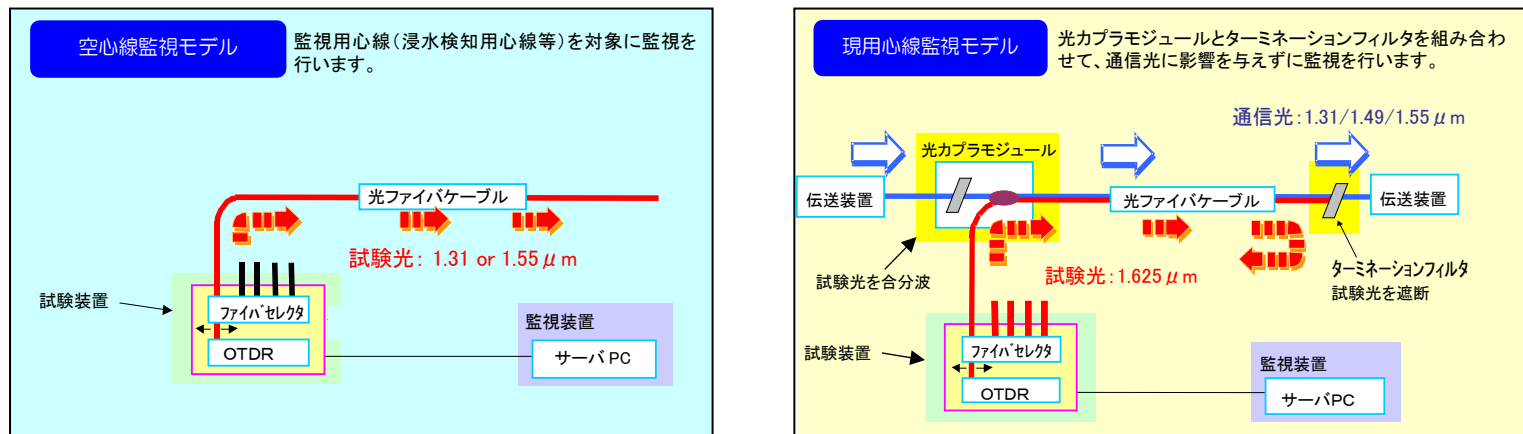 空心線監視モデル
監視用心線(浸水検知用心線等)を対象に監視を
行います。
光ファイバケーブル
試験光: 1.31 or 1.55μm
試験装置
ファイバセレクタ
OTDR
監視装置
サーバPC
現用心線監視モデル
光カプラモジュールとターミネーションフィルタを組み合わ
せて、通信光に影響を与えずに監視を行います。
通信光:1.31/1.49/1.55μm
光カプラモジュール
伝送装置
光ファイバケーブル
伝送装置
試験光を合分波
試験光:1.625μm
ターミネーションフィルタ
試験光を遮断
試験装置
ファイバセレクタ
OTDR
監視装置
サーバPC